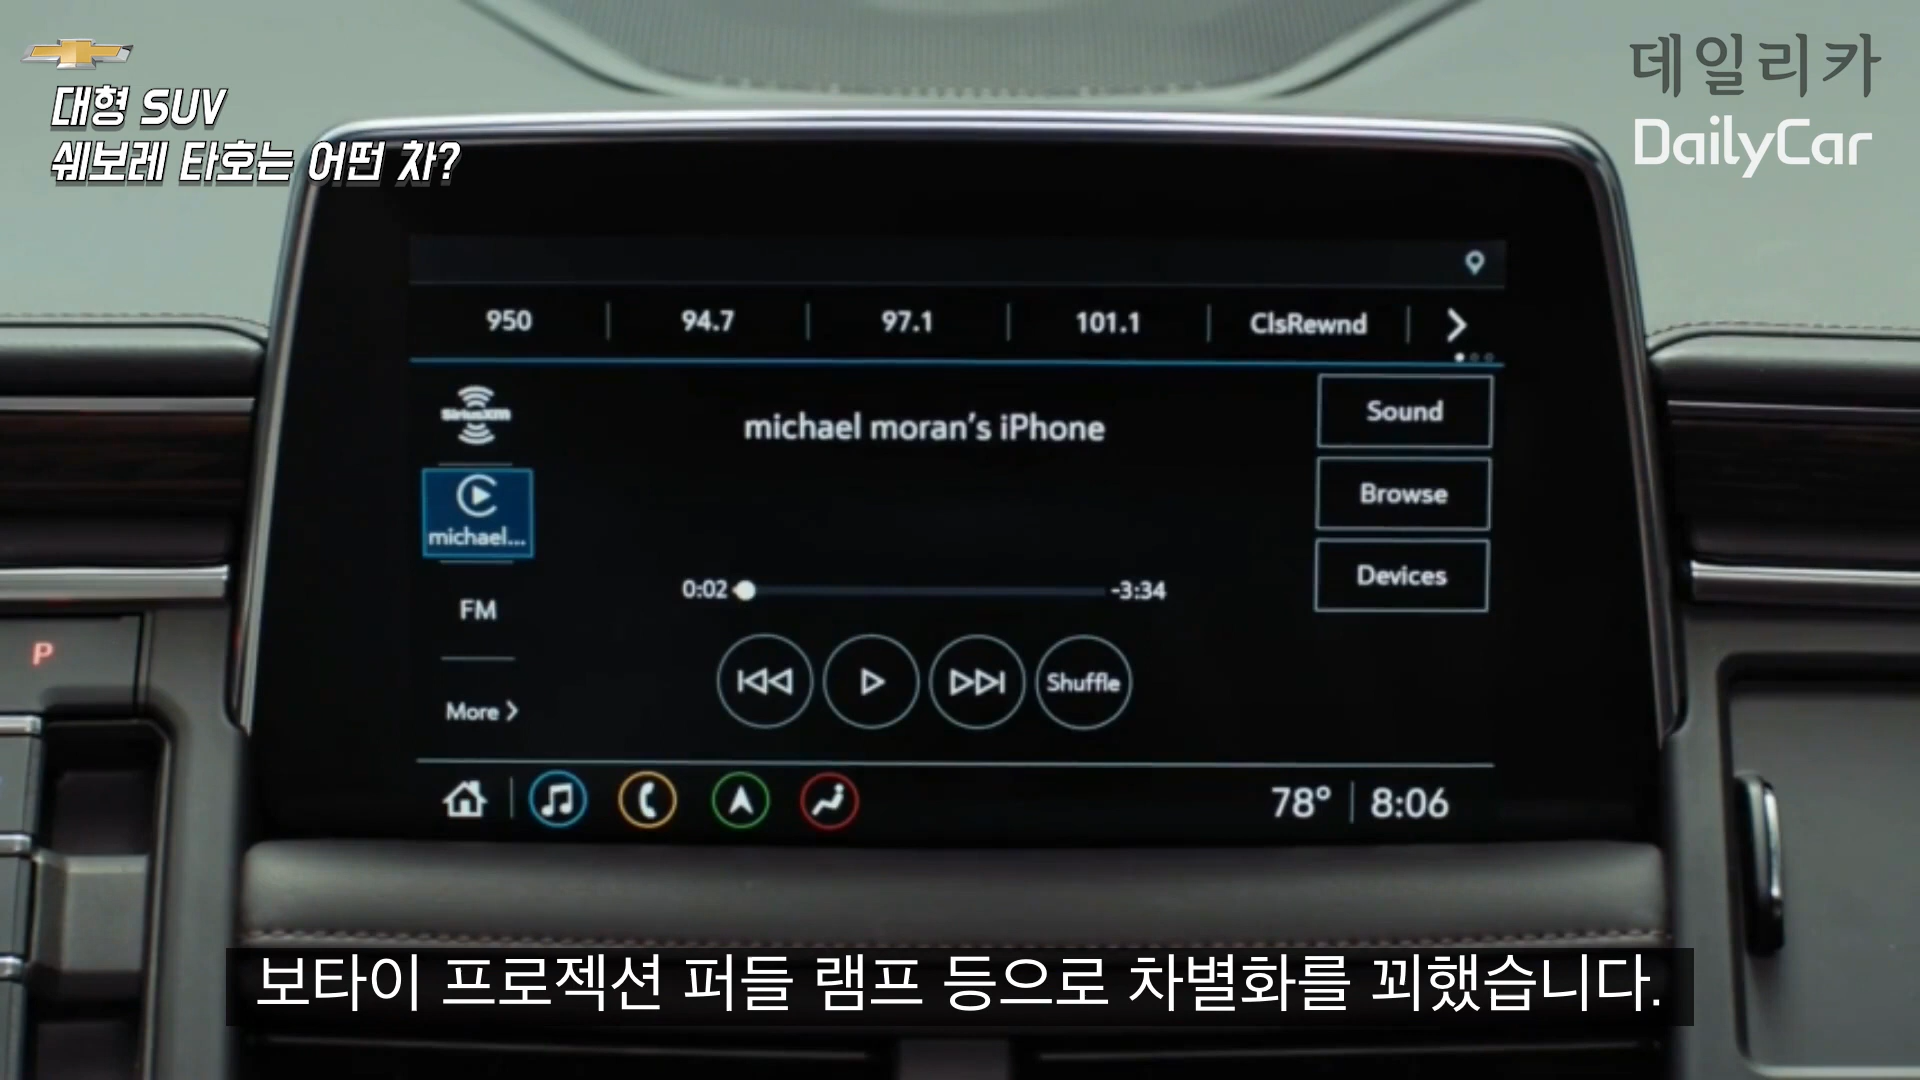 대형 SUV
쉐보레 타호는 어떤 차?
데일리카
DailyCar
950 94.7 97.1 101.1 ClsRewnd
SiriusXM
michael moran's iPhone
Sound
michael...
Browse
Devices
0:02 -3:34
FM
P
Shuffle
More
78° 8:06
보타이 프로젝션 퍼들 램프 등으로 차별화를 꾀했습니다.